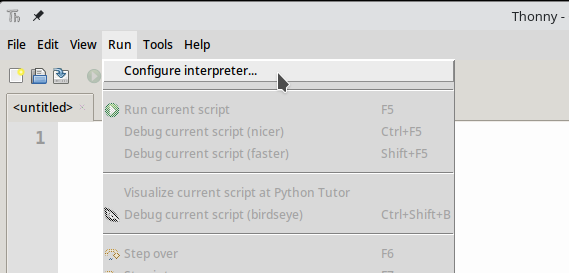 Th
Thonny -
File Edit View Run Tools Help
Configure interpreter...
Run current script F5
Debug current script (nicer) Ctrl+F5
Debug current script (faster) Shift+F5
<untitled> ×
1
Visualize current script at Python Tutor
Debug current script (birdseye) Ctrl+Shift+B
Step over F6